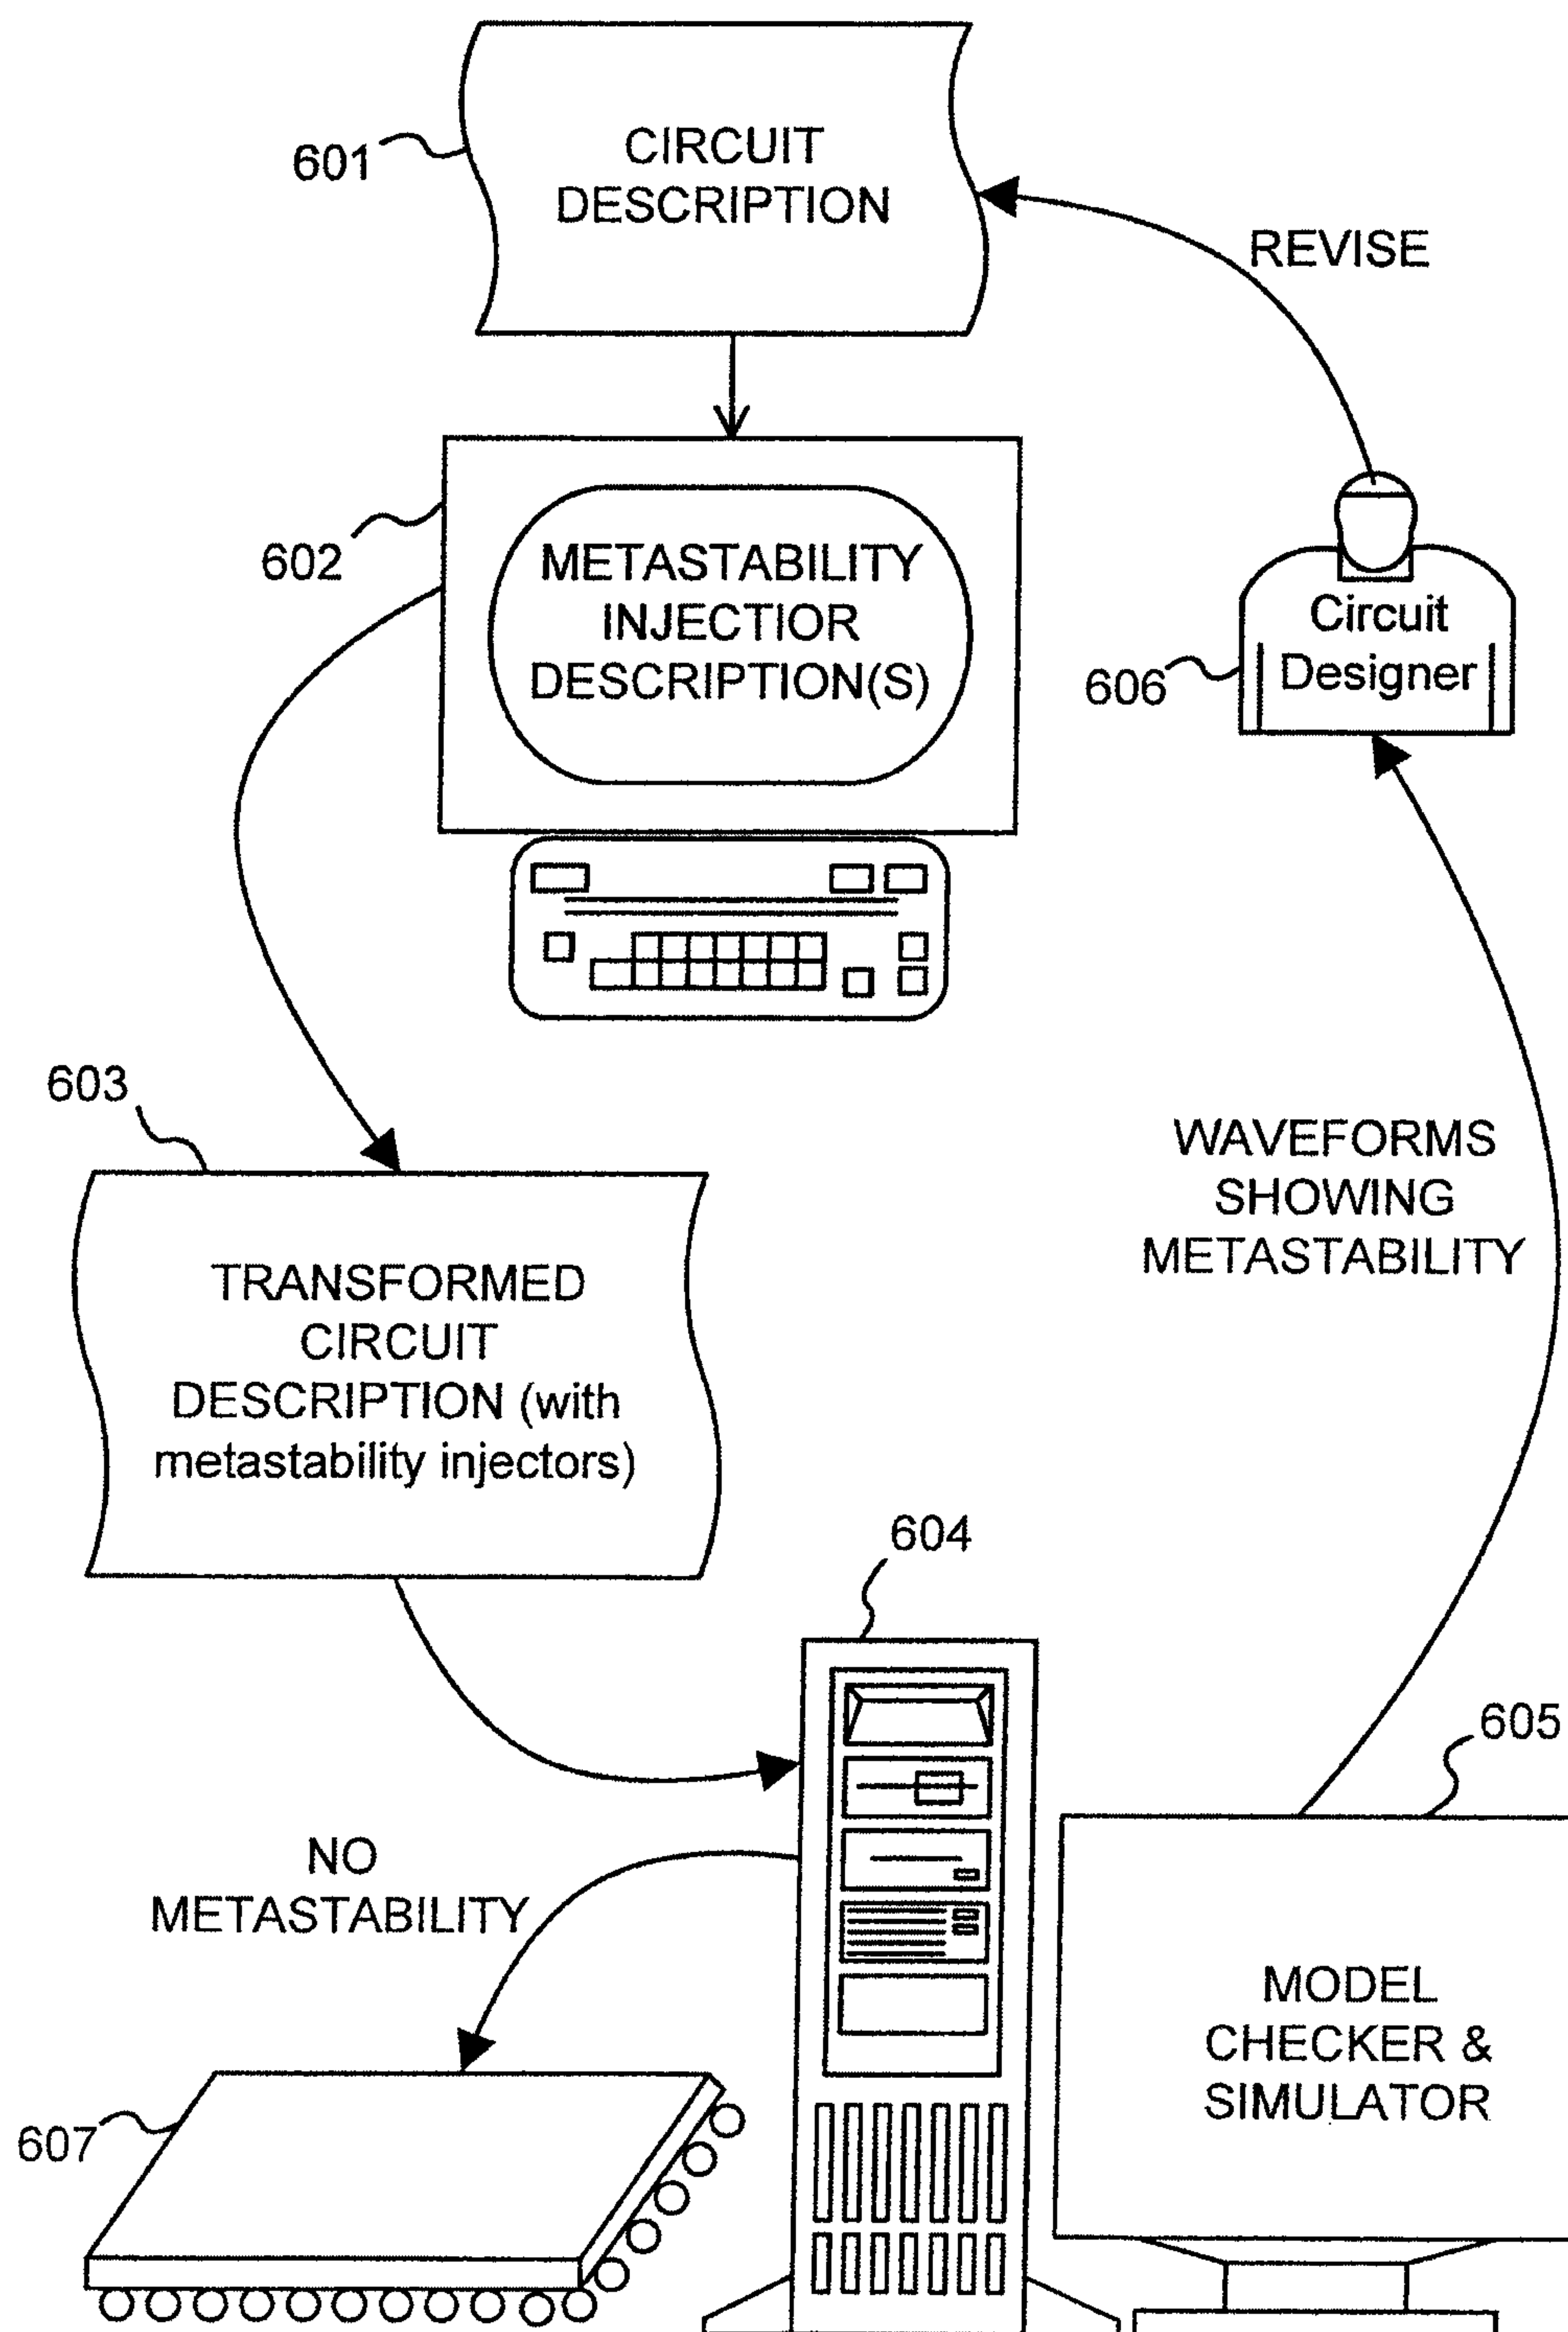 601
CIRCUIT
DESCRIPTION
REVISE
602
METASTABILITY
INJECTIOR
DESCRIPTION(S)
606
Circuit
Designer
603
TRANSFORMED
CIRCUIT
DESCRIPTION (with
metastability injectors)
WAVEFORMS
SHOWING
METASTABILITY
604
605
NO
METASTABILITY
MODEL
CHECKER &
SIMULATOR
607